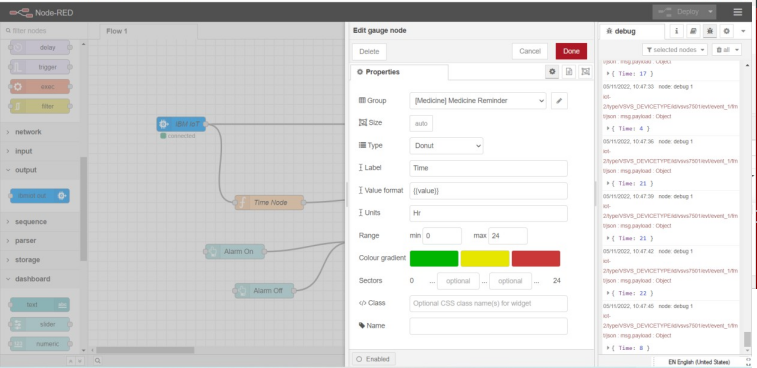 Node-RED
Deploy
filter nodes
Flow 1
delay
trigger
exec
filter
network
input
output
sequence
parser
storage
dashboard
text
slider
numeric
IBM IoT
connected
Time Node
Alarm On
Alarm Off
Edit gauge node
Delete
Cancel
Done
Properties
Group
[Medicine] Medicine Reminder
Size
auto
Type
Donut
Label
Time
Value format
{{value}}
Units
Hr
Range
min 0
max 24
Colour gradient
Sectors
0 ... optional ... optional ... 24
</> Class
Optional CSS class name(s) for widget
Name
Enabled
debug
selected nodes
all
t/json : msg.payload : Object
{ Time: 17 }
05/11/2022, 10:47:33 node: debug 1
iot-
2/type/VSVS_DEVICETYPE/id/vsvs7501/evt/event_1/fm
t/json : msg.payload : Object
{ Time: 4 }
05/11/2022, 10:47:36 node: debug 1
iot-
2/type/VSVS_DEVICETYPE/id/vsvs7501/evt/event_1/fm
t/json : msg.payload : Object
{ Time: 21 }
05/11/2022, 10:47:39 node: debug 1
iot-
2/type/VSVS_DEVICETYPE/id/vsvs7501/evt/event_1/fm
t/json : msg.payload : Object
{ Time: 21 }
05/11/2022, 10:47:42 node: debug 1
iot-
2/type/VSVS_DEVICETYPE/id/vsvs7501/evt/event_1/fm
t/json : msg.payload : Object
{ Time: 22 }
05/11/2022, 10:47:45 node: debug 1
iot-
2/type/VSVS_DEVICETYPE/id/vsvs7501/evt/event_1/fm
t/json : msg.payload : Object
{ Time: 8 }
EN English (United States)